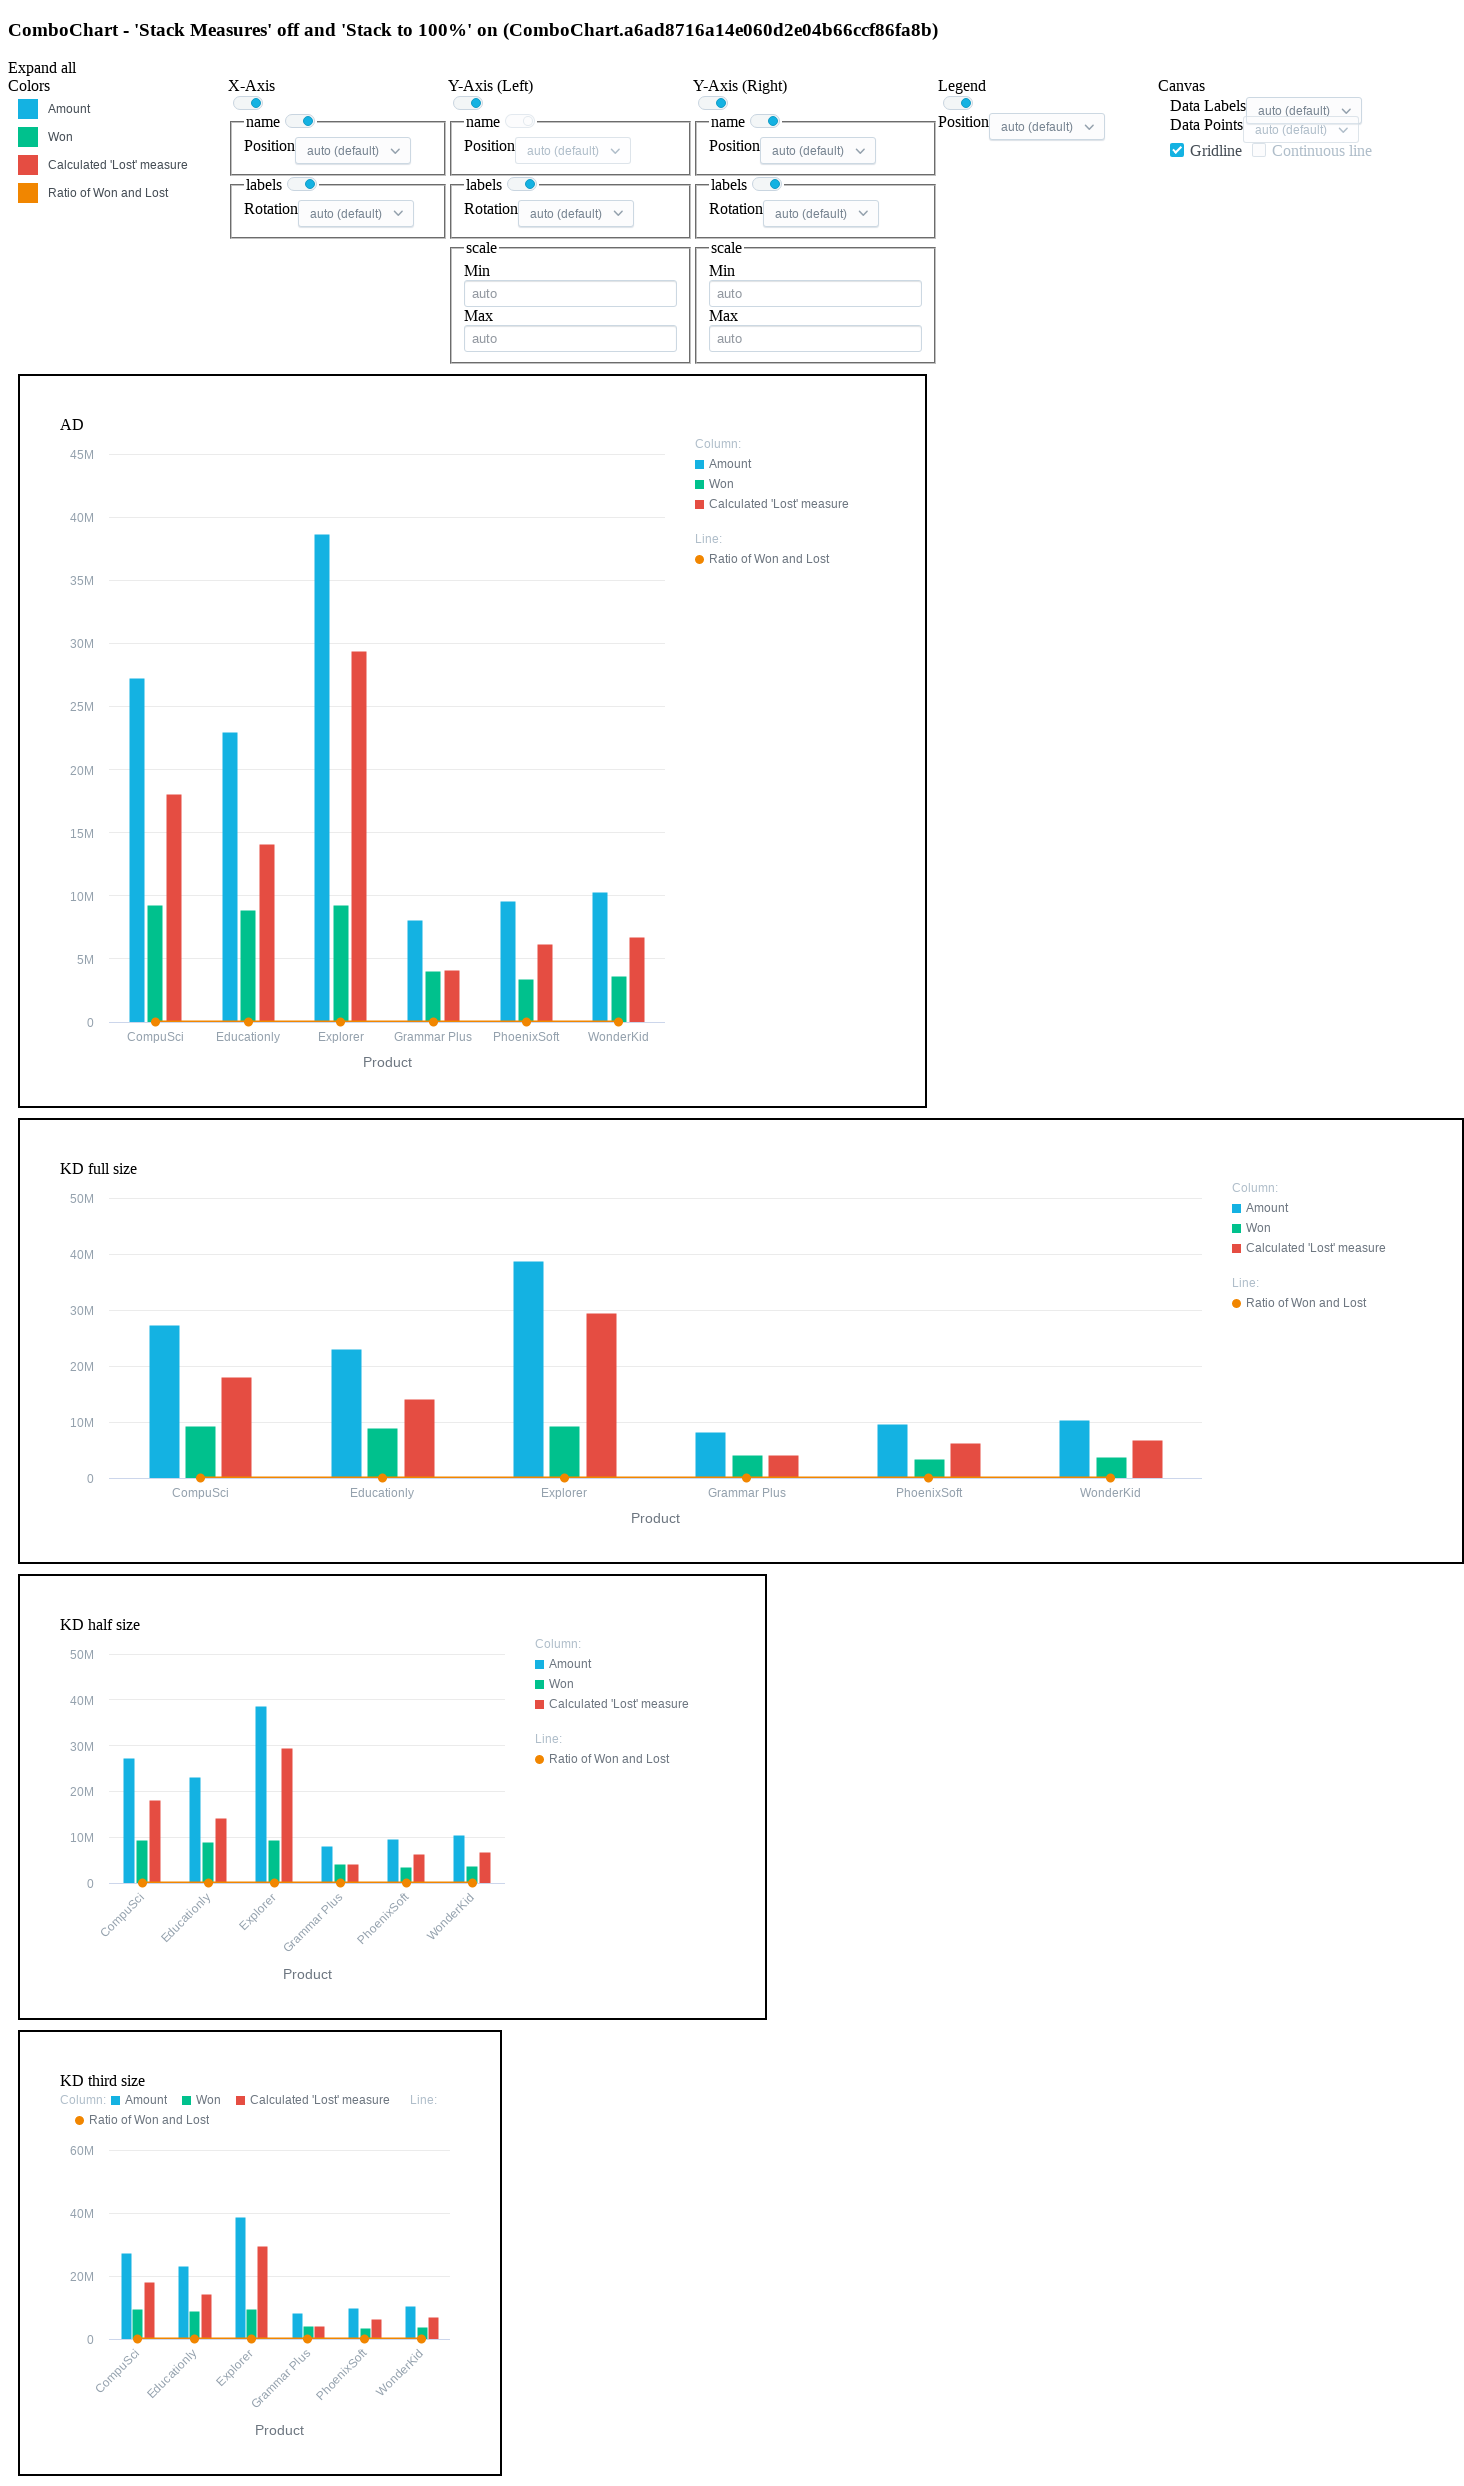 ComboChart - 'Stack Measures' off and 'Stack to 100%' on (ComboChart.a6ad8716a14e060d2e04b66ccf86fa8b)
Expand all
Colors
Amount
Won
Calculated 'Lost' measure
Ratio of Won and Lost
X-Axis
name
Position auto (default)
labels
Rotation auto (default)
Y-Axis (Left)
name
Position auto (default)
labels
Rotation auto (default)
scale
Min
auto
Max
auto
Y-Axis (Right)
name
Position auto (default)
labels
Rotation auto (default)
scale
Min
auto
Max
auto
Legend
Position auto (default)
Canvas
Data Labels auto (default)
Data Points auto (default)
Gridline Continuous line
AD
45M
40M
35M
30M
25M
20M
15M
10M
5M
0
CompuSci Educationly Explorer Grammar Plus PhoenixSoft WonderKid
Product
Column:
Amount
Won
Calculated 'Lost' measure
Line:
Ratio of Won and Lost
KD full size
50M
40M
30M
20M
10M
0
CompuSci Educationly Explorer Grammar Plus PhoenixSoft WonderKid
Product
Column:
Amount
Won
Calculated 'Lost' measure
Line:
Ratio of Won and Lost
KD half size
50M
40M
30M
20M
10M
0
CompuSci Educationly Explorer Grammar Plus PhoenixSoft WonderKid
Product
Column:
Amount
Won
Calculated 'Lost' measure
Line:
Ratio of Won and Lost
KD third size
Column: Amount Won Calculated 'Lost' measure Line:
Ratio of Won and Lost
60M
40M
20M
0
CompuSci Educationly Explorer Grammar Plus PhoenixSoft WonderKid
Product